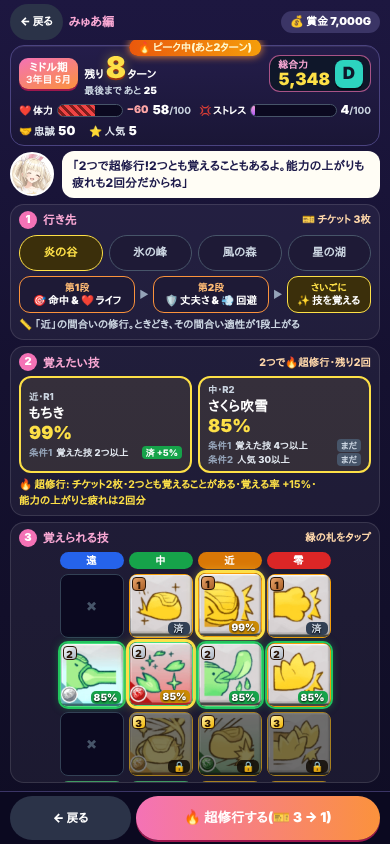 ← 戻る みゅあ編 💰 賞金 7,000G
🔥 ピーク中(あと2ターン)
ミドル期
3年目 5月
残り8ターン
最後まであと 25
総合力
5,348 D
❤️ 体力 −60 58/100 💢 ストレス 4/100
🤝 忠誠 50 ⭐ 人気 5
「2つで超修行!2つとも覚えることもあるよ。能力の上がりも
疲れも2回分だからね」
1 行き先 🎫 チケット 3枚
炎の谷 氷の峰 風の森 星の湖
第1段
🎯 命中 & ❤️ ライフ
▶
第2段
🛡️ 丈夫さ & 💨 回避
▶
さいごに
✨ 技を覚える
📏 「近」の間合いの修行。ときどき、その間合い適性が1段上がる
2 覚えたい技 2つで🔥超修行·残り2回
近·R1
もちき
99%
条件1 覚えた技 2つ以上 済 +5%
中·R2
さくら吹雪
85%
条件1 覚えた技 4つ以上 まだ
条件2 人気 30以上 まだ
🔥 超修行: チケット2枚·2つとも覚えることがある·覚える率 +15%·
能力の上がりと疲れは2回分
3 覚えられる技 緑の札をタップ
遠 中 近 零
× 1 済 1 99% 1 済
2 85% 2 85% 2 85% 2 85%
× 3 🔒 3 🔒 3 🔒
← 戻る 🔥 超修行する(🎫 3 → 1)